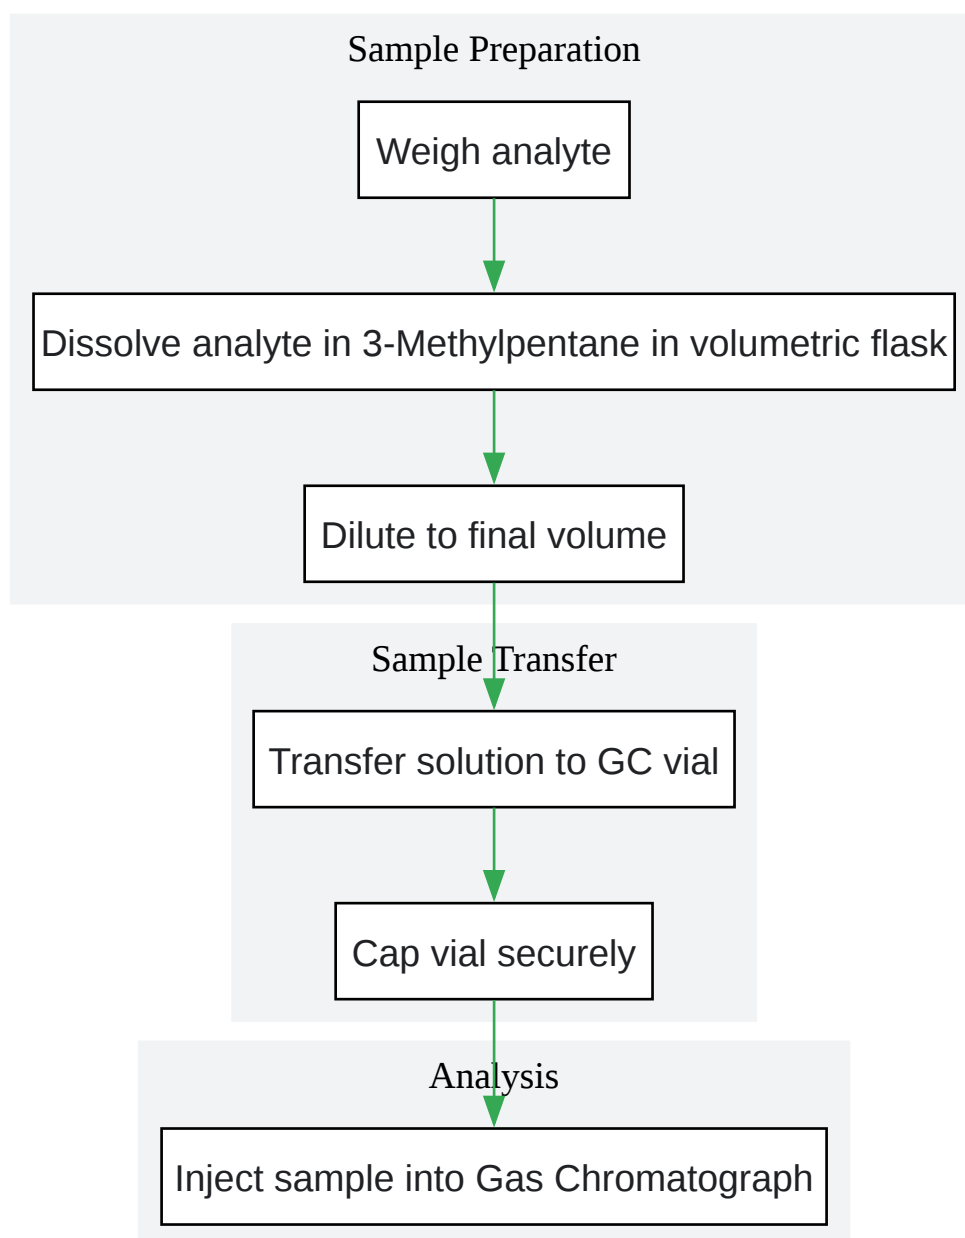 Sample Preparation
Weigh analyte
Dissolve analyte in 3-Methylpentane in volumetric flask
Dilute to final volume
Sample Transfer
Transfer solution to GC vial
Cap vial securely
Analysis
Inject sample into Gas Chromatograph